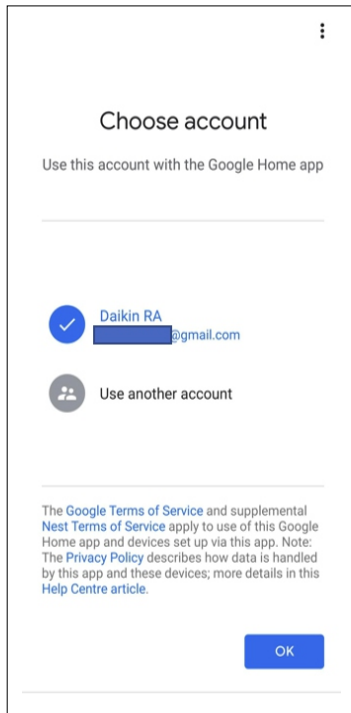 Choose account
Use this account with the Google Home app
Daikin RA
@gmail.com
Use another account
The Google Terms of Service and supplemental
Nest Terms of Service apply to use of this Google
Home app and devices set up via this app. Note:
The Privacy Policy describes how data is handled
by this app and these devices; more details in this
Help Centre article.
OK